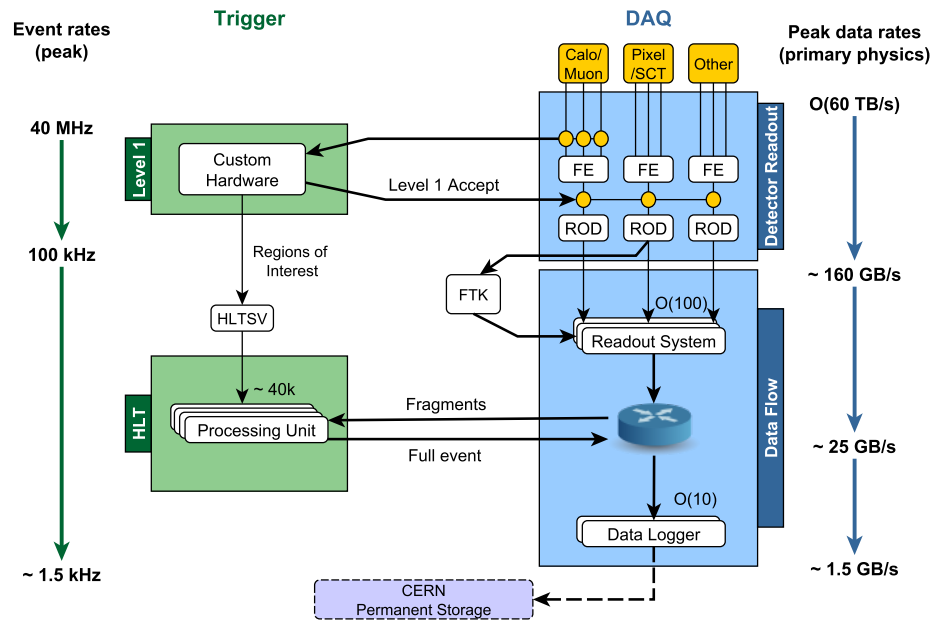 Trigger
DAQ
Event rates
(peak)
Peak data rates
(primary physics)
Calo/
Muon
Pixel
/SCT
Other
O(60 TB/s)
40 MHz
Level 1
Custom
Hardware
FE
FE
FE
Level 1 Accept
Detector Readout
ROD
ROD
ROD
100 kHz
Regions of
Interest
~ 160 GB/s
FTK
O(100)
HLTSV
Readout System
~ 40k
HLT
Processing Unit
Fragments
Full event
Data Flow
~ 25 GB/s
O(10)
Data Logger
~ 1.5 kHz
~ 1.5 GB/s
CERN
Permanent Storage